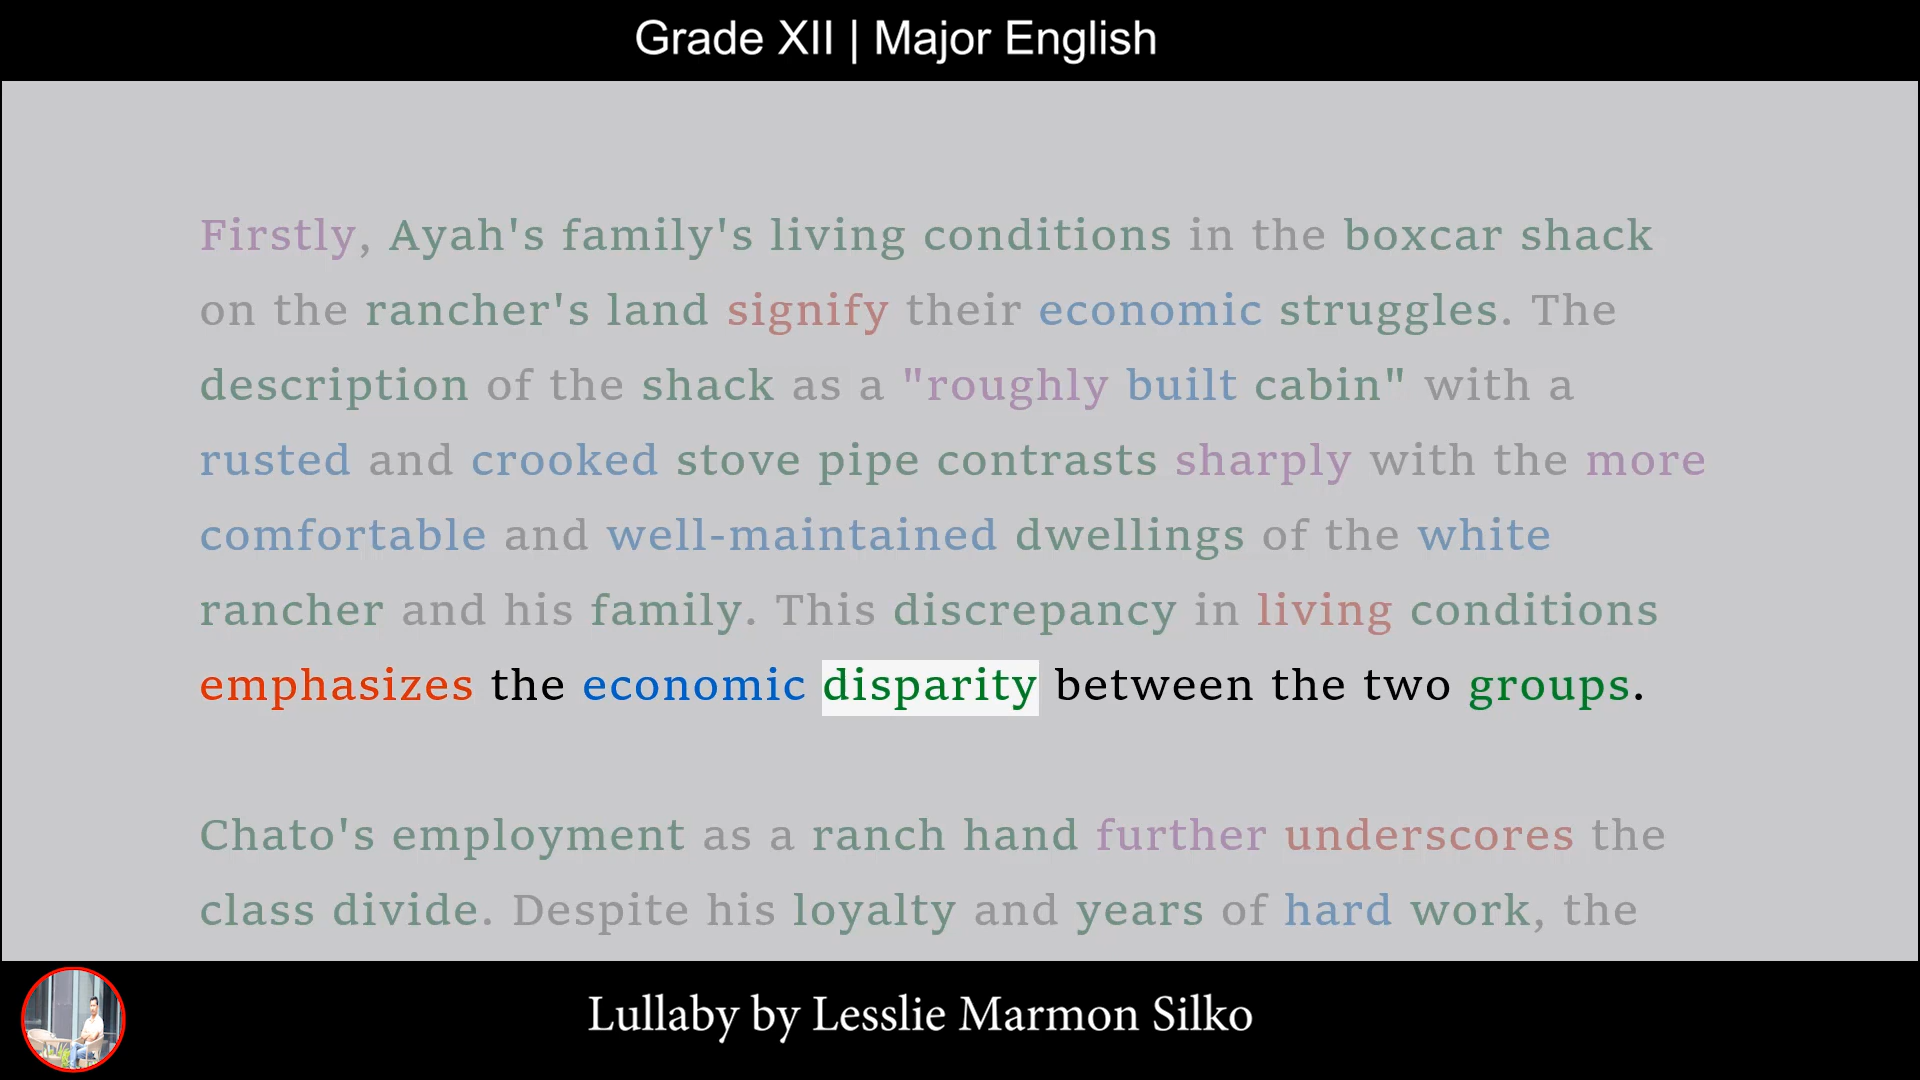 Grade XII | Major English
Firstly, Ayah's family's living conditions in the boxcar shack
on the rancher's land signify their economic struggles. The
description of the shack as a "roughly built cabin" with a
rusted and crooked stove pipe contrasts sharply with the more
comfortable and well-maintained dwellings of the white
rancher and his family. This discrepancy in living conditions
emphasizes the economic disparity between the two groups.
Chato's employment as a ranch hand further underscores the
class divide. Despite his loyalty and years of hard work, the
Lullaby by Lesslie Marmon Silko